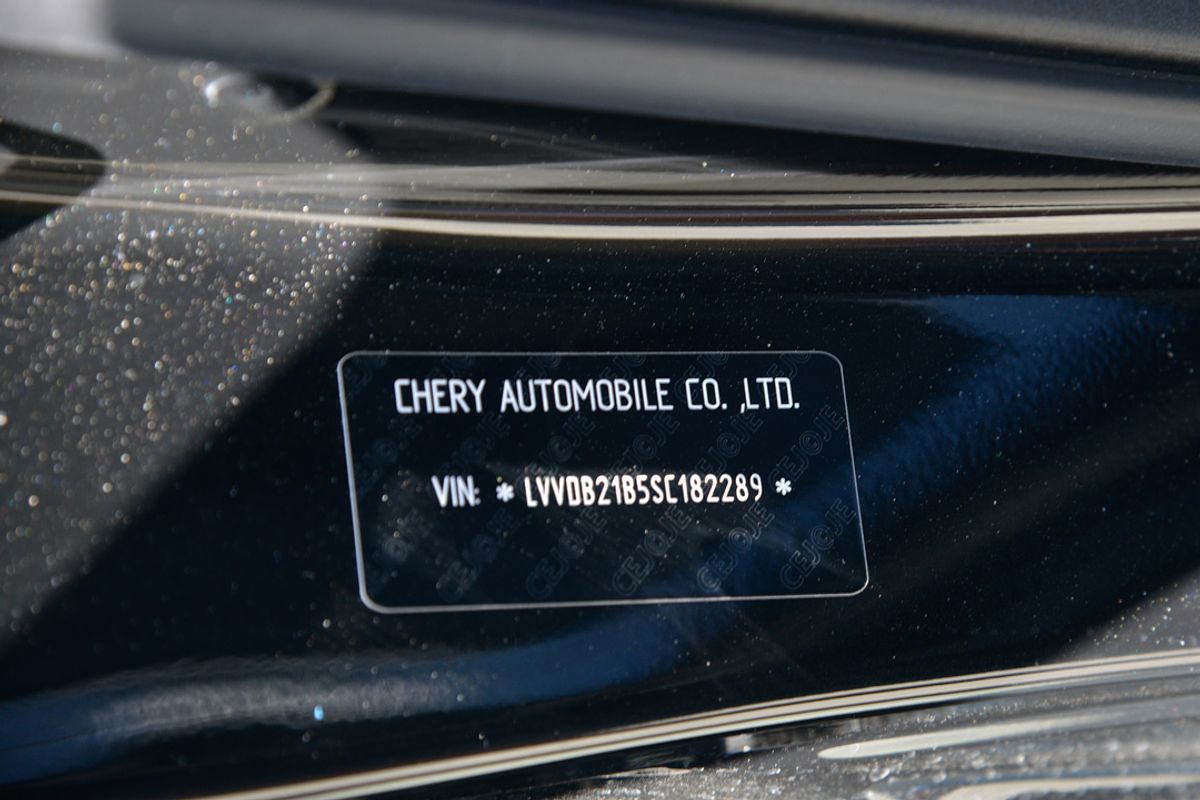 CHERY AUTOMOBILE CO. ,LTD.
VIN: * LVVDB21B5SC182289 *